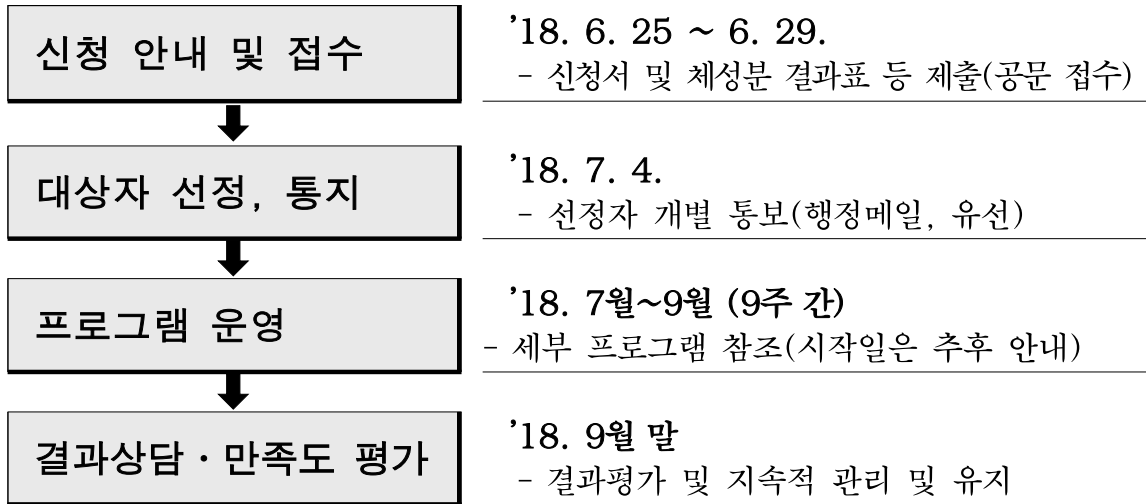 신청 안내 및 접수
'18. 6. 25 ~ 6. 29.
- 신청서 및 체성분 결과표 등 제출(공문 접수)
대상자 선정, 통지
'18. 7. 4.
- 선정자 개별 통보(행정메일, 유선)
프로그램 운영
'18. 7월~9월 (9주 간)
- 세부 프로그램 참조(시작일은 추후 안내)
결과상담·만족도 평가
'18. 9월 말
- 결과평가 및 지속적 관리 및 유지